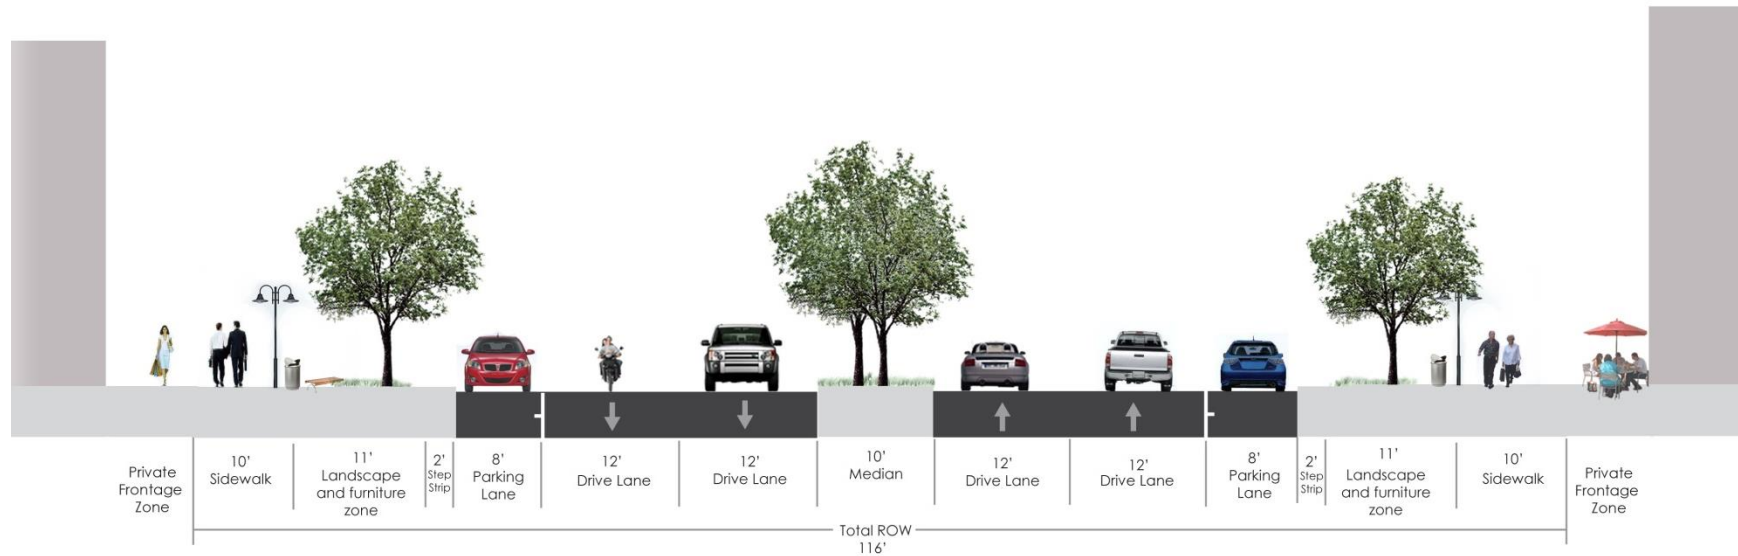 Private
Frontage
Zone
10'
Sidewalk
11'
Landscape
and furniture
zone
2'
Step
Strip
8'
Parking
Lane
12'
Drive Lane
12'
Drive Lane
10'
Median
12'
Drive Lane
12'
Drive Lane
8'
Parking
Lane
2'
Step
Strip
11'
Landscape
and furniture
zone
10'
Sidewalk
Private
Frontage
Zone
Total ROW
116'